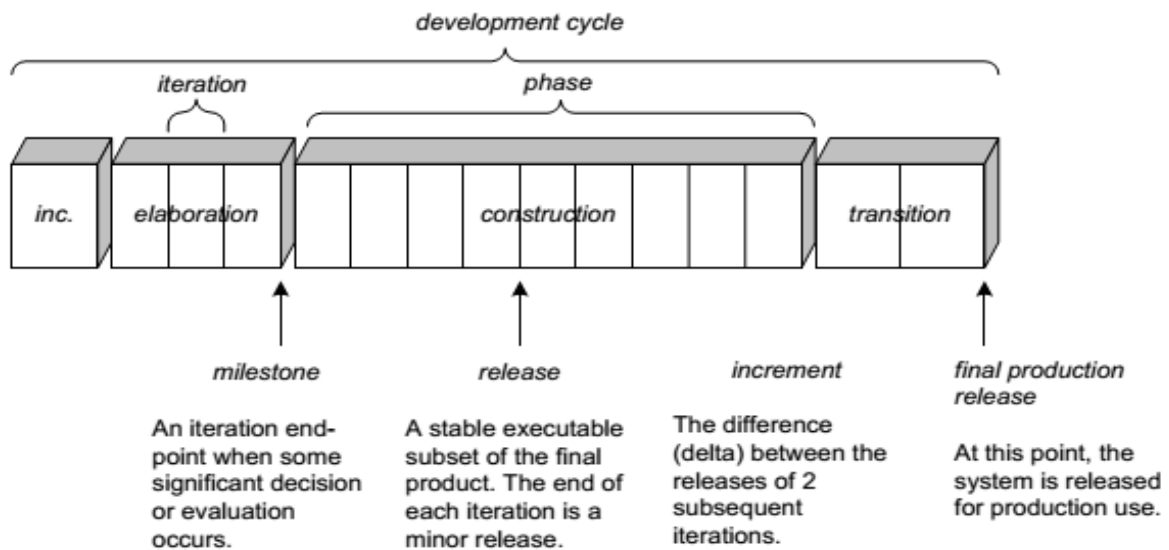 development cycle
iteration
phase
inc.
elaboration
construction
transition
milestone
An iteration end-
point when some
significant decision
or evaluation
occurs.
release
A stable executable
subset of the final
product. The end of
each iteration is a
minor release.
increment
The difference
(delta) between the
releases of 2
subsequent
iterations.
final production
release
At this point, the
system is released
for production use.